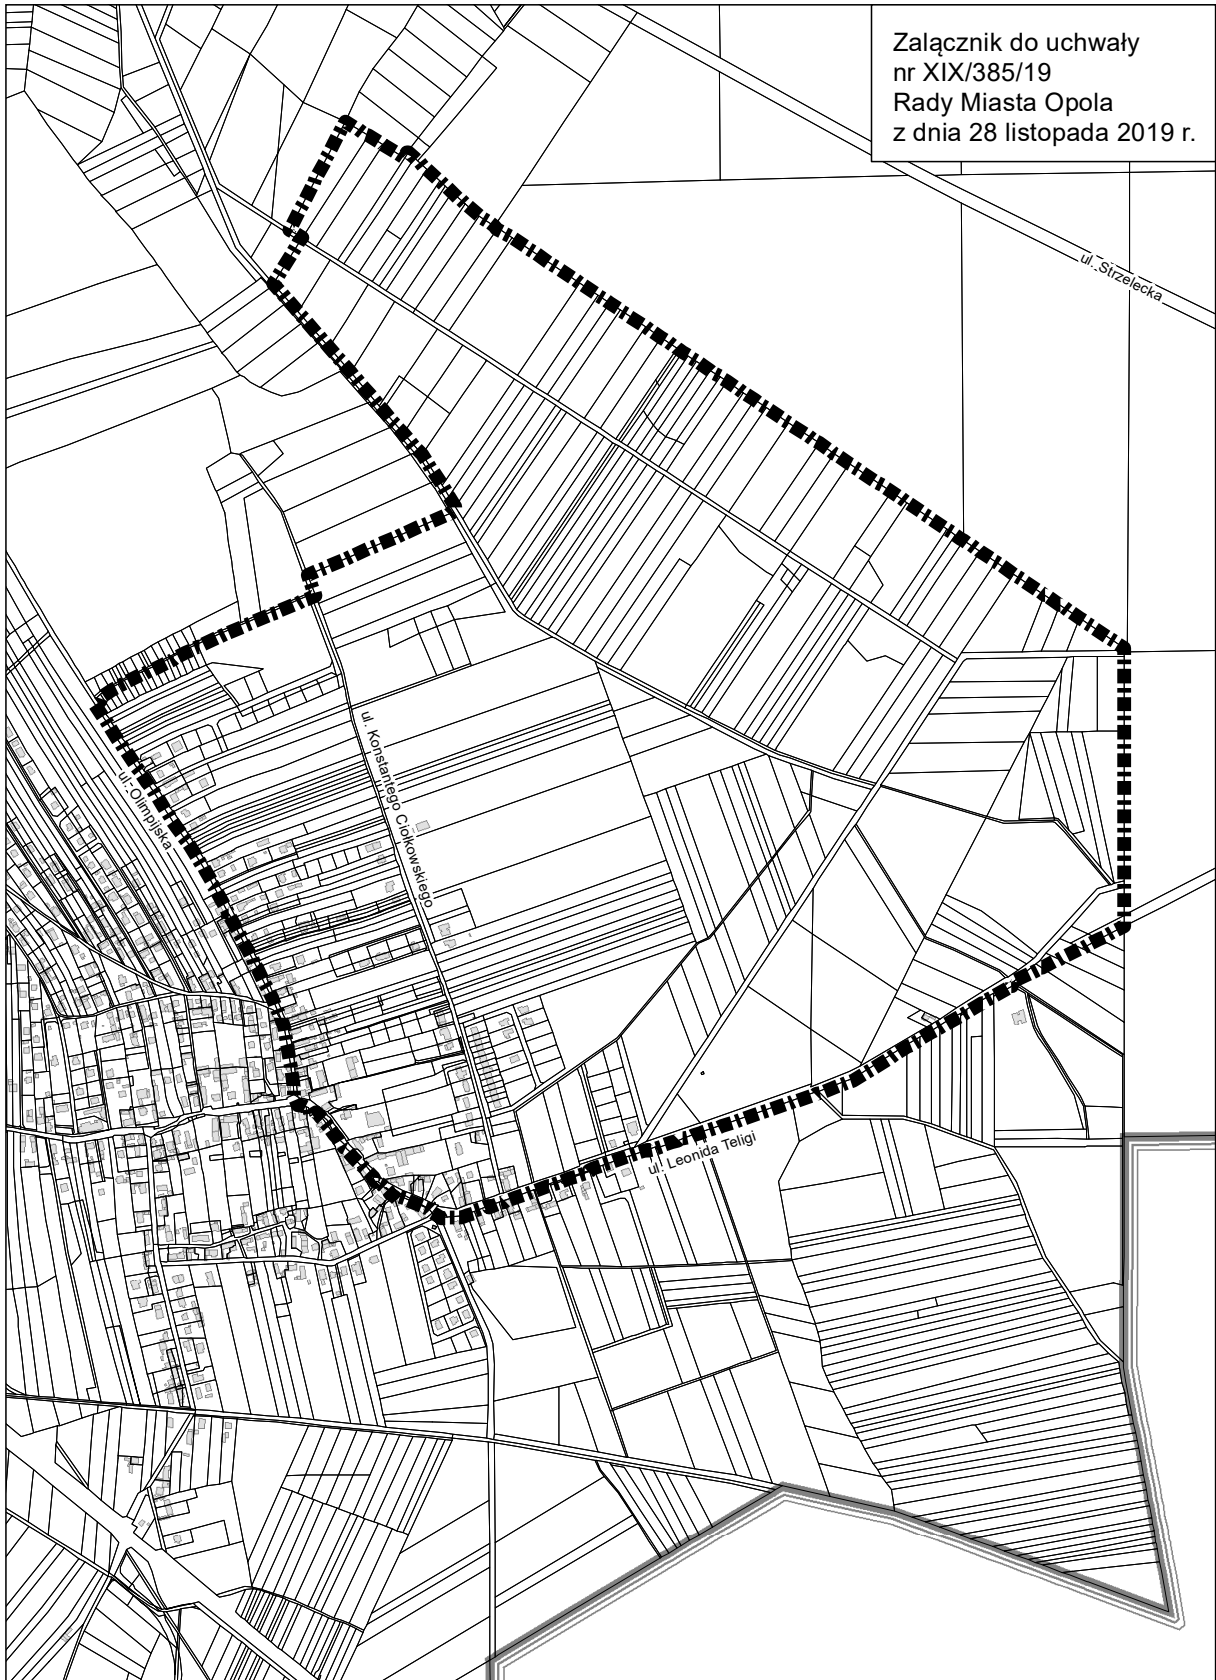 Zalącznik do uchwały
nr XIX/385/19
Rady Miasta Opola
z dnia 28 listopada 2019 r.
ul. Strzelecka
ul. Konstantego Ciołkowskiego
ul. Olimpijska
ul. Leonida Teligi